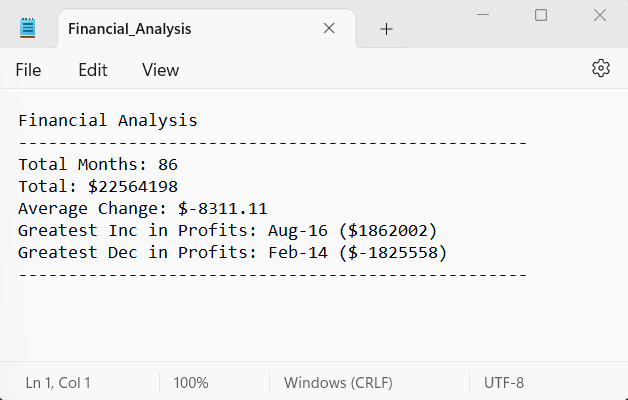 Financial_Analysis
File Edit View
Financial Analysis
---------------------------------------------------
Total Months: 86
Total: $22564198
Average Change: $-8311.11
Greatest Inc in Profits: Aug-16 ($1862002)
Greatest Dec in Profits: Feb-14 ($-1825558)
---------------------------------------------------
Ln 1, Col 1 100% Windows (CRLF) UTF-8